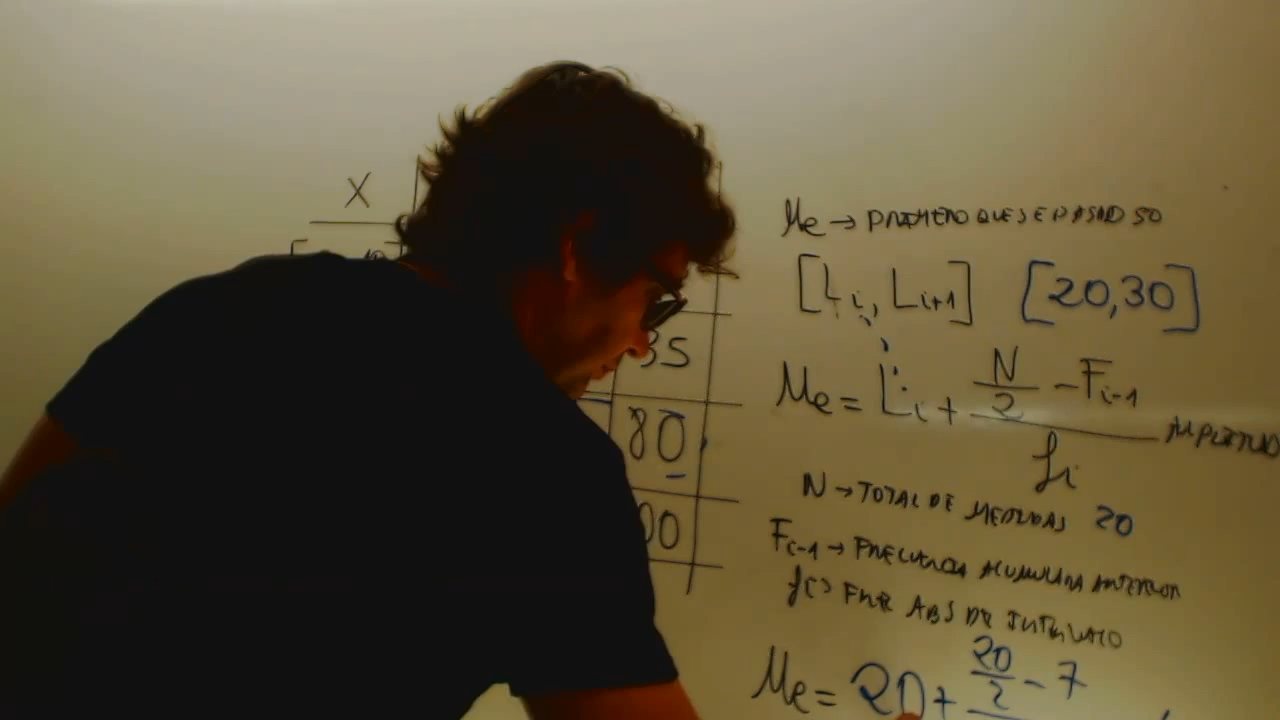 X
35
80
00
Me → PRIMERO QUE SE PASA D 50
[Li, Li+1] [20,30]
Me = Li + N/2 - Fi-1 / fi AMPLITUD
N → TOTAL DE MEDIDAS 20
Fi-1 → FRECUENCIA ACUMULADA ANTERIOR
fi → FRE ABS DE INTERVALO
Me = 20 + 20/2 - 7